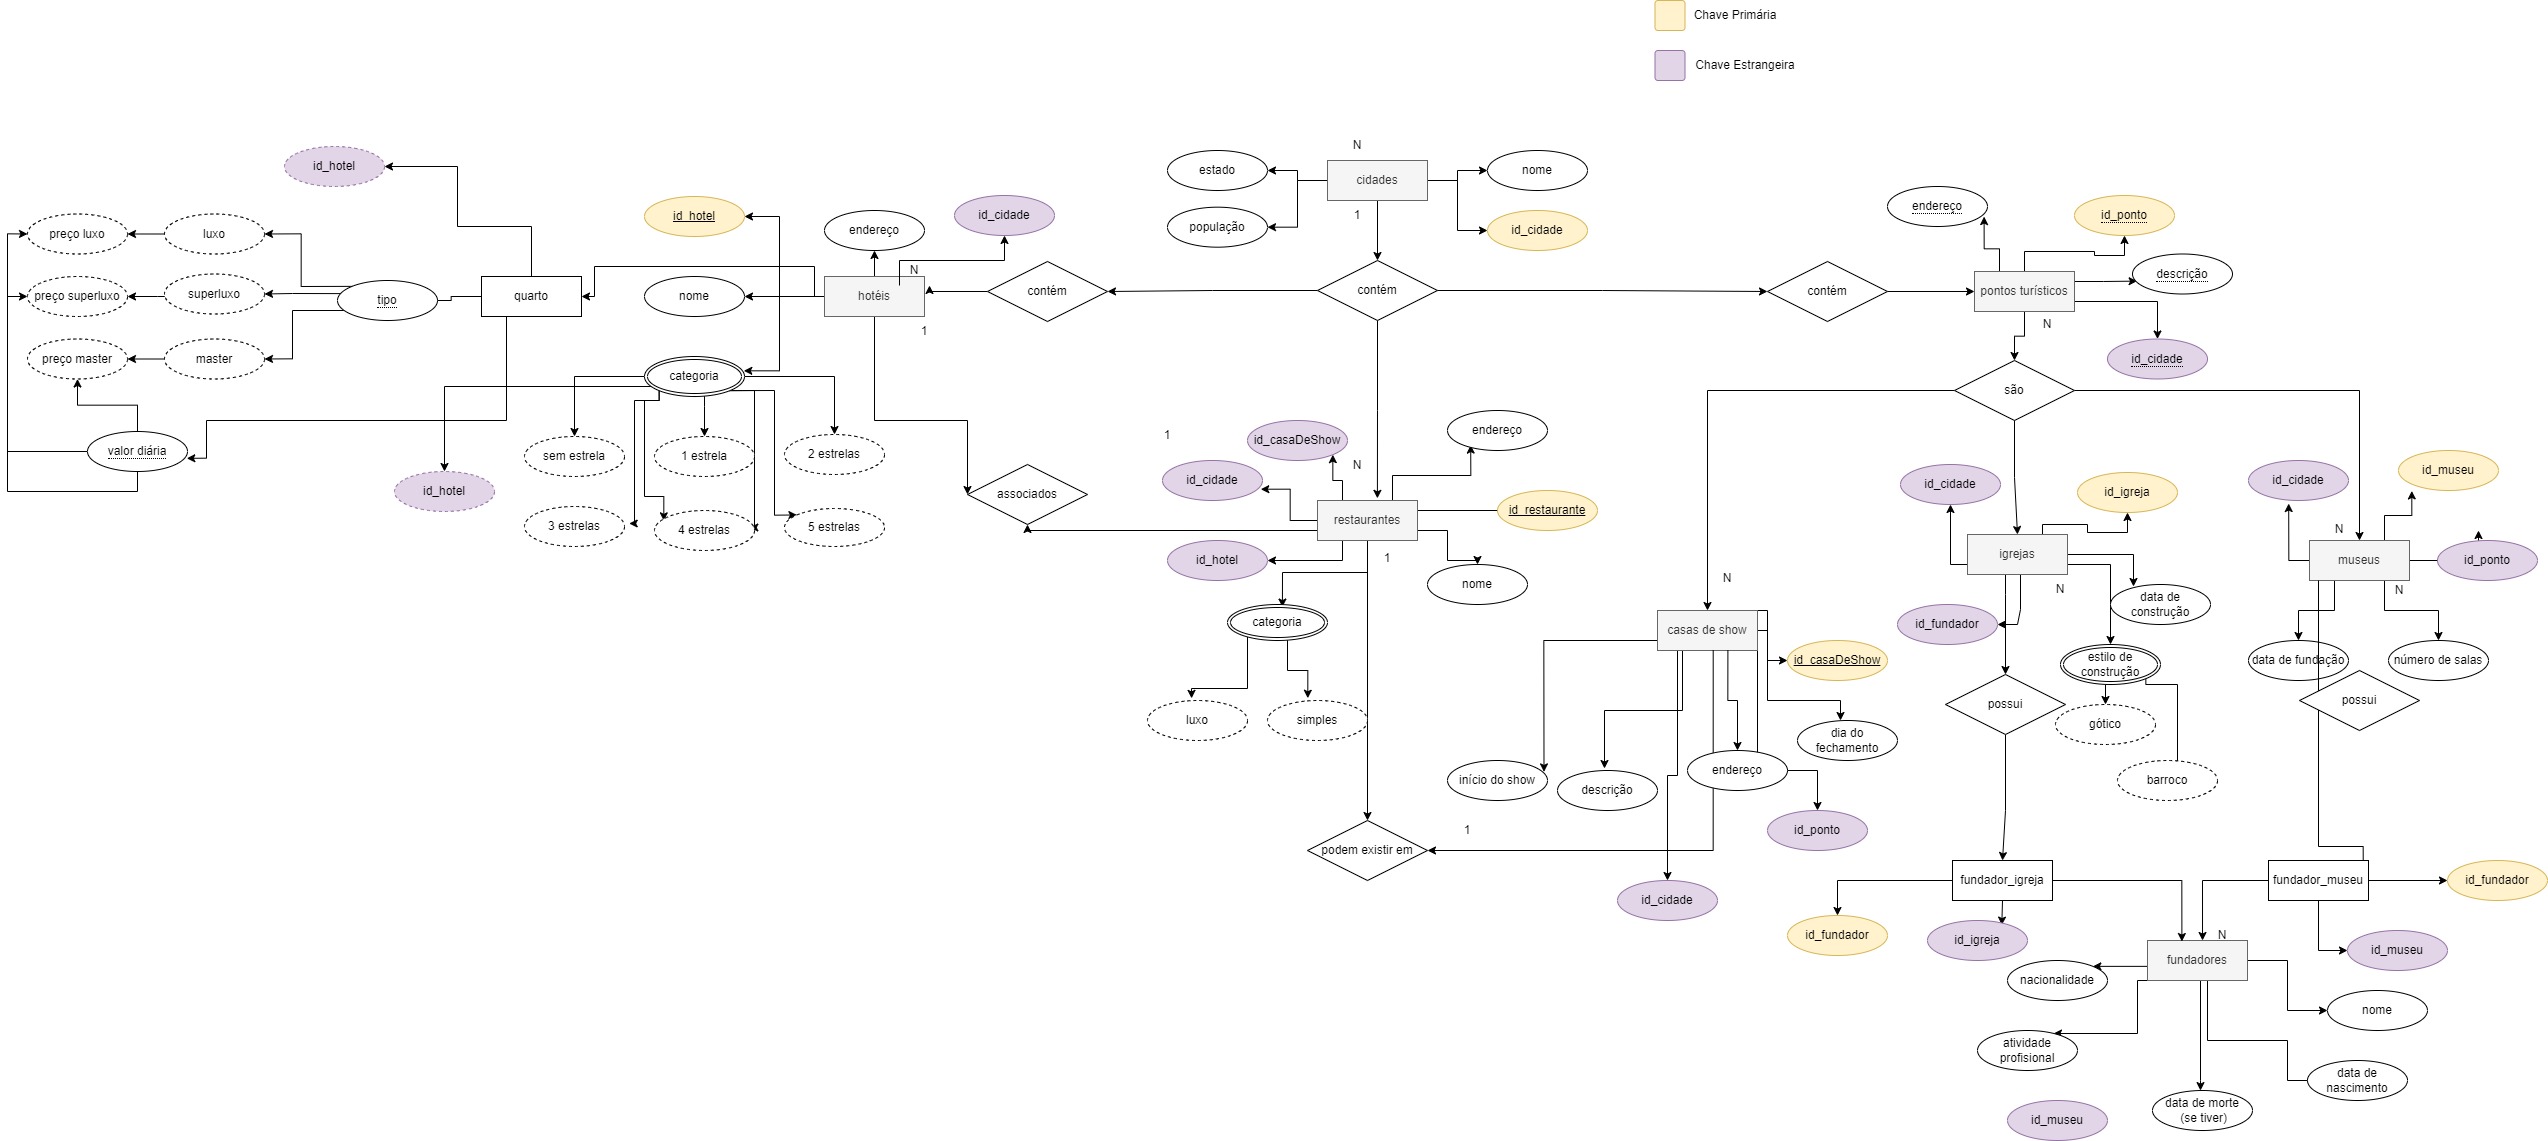 Chave Primária
Chave Estrangeira
N
cidades
1
estado
população
nome
id_cidade
contém
contém
contém
id_hotel
preço luxo
luxo
preço superluxo
superluxo
preço master
master
tipo
quarto
valor diária
id_hotel
nome
endereço
id_cidade
N
hotéis
1
categoria
sem estrela
1 estrela
2 estrelas
3 estrelas
4 estrelas
5 estrelas
id_hotel
associados
1
id_casaDeShow
id_cidade
N
endereço
restaurantes
id_restaurante
id_hotel
1
nome
categoria
luxo
simples
podem existir em
1
endereço
id_ponto
descrição
pontos turísticos
N
id_cidade
são
N
casas de show
id_casaDeShow
dia do
fechamento
início do show
descrição
endereço
id_ponto
id_cidade
id_cidade
id_igreja
igrejas
N
data de
construção
id_fundador
estilo de
construção
gótico
barroco
possui
id_cidade
id_museu
N
museus
id_ponto
N
data de fundação
número de salas
possui
fundador_igreja
id_fundador
id_igreja
fundador_museu
id_fundador
id_museu
N
fundadores
nacionalidade
nome
atividade
profisional
data de
nascimento
data de morte
(se tiver)
id_museu